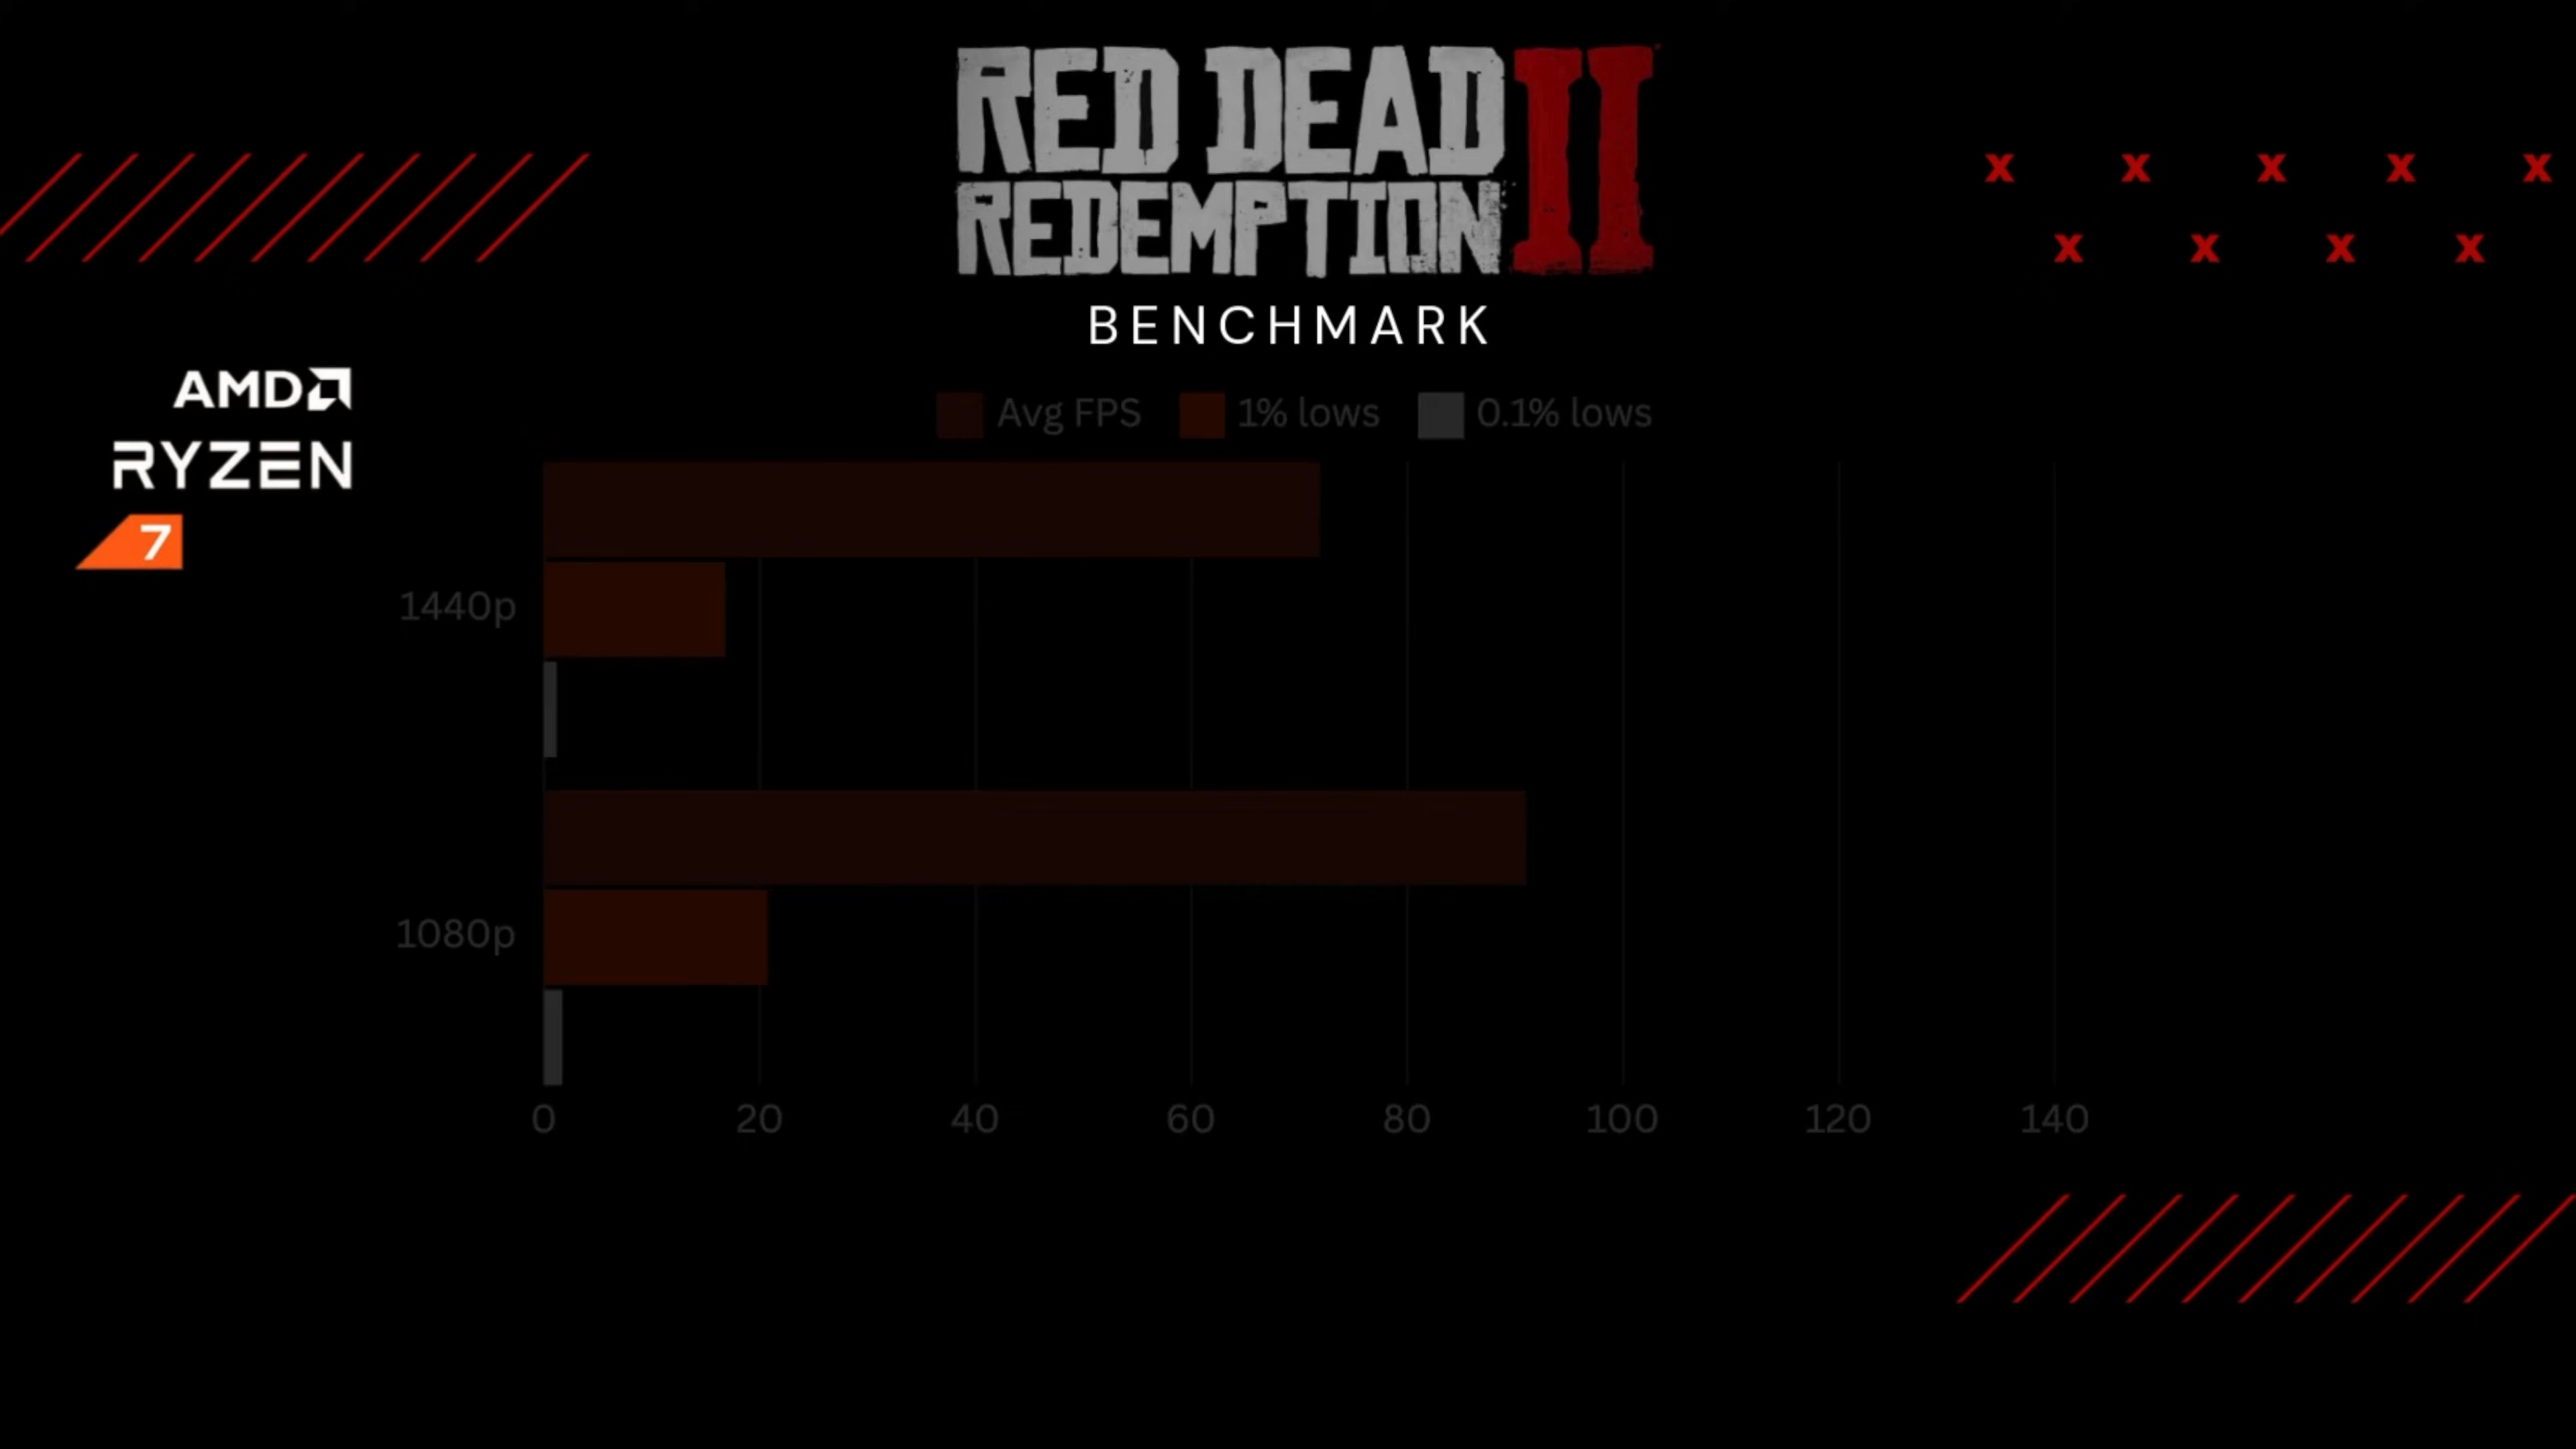 RED DEAD
REDEMPTION II
BENCHMARK
AMD
RYZEN
7
Avg FPS 1% lows 0.1% lows
1440p
1080p
0 20 40 60 80 100 120 140